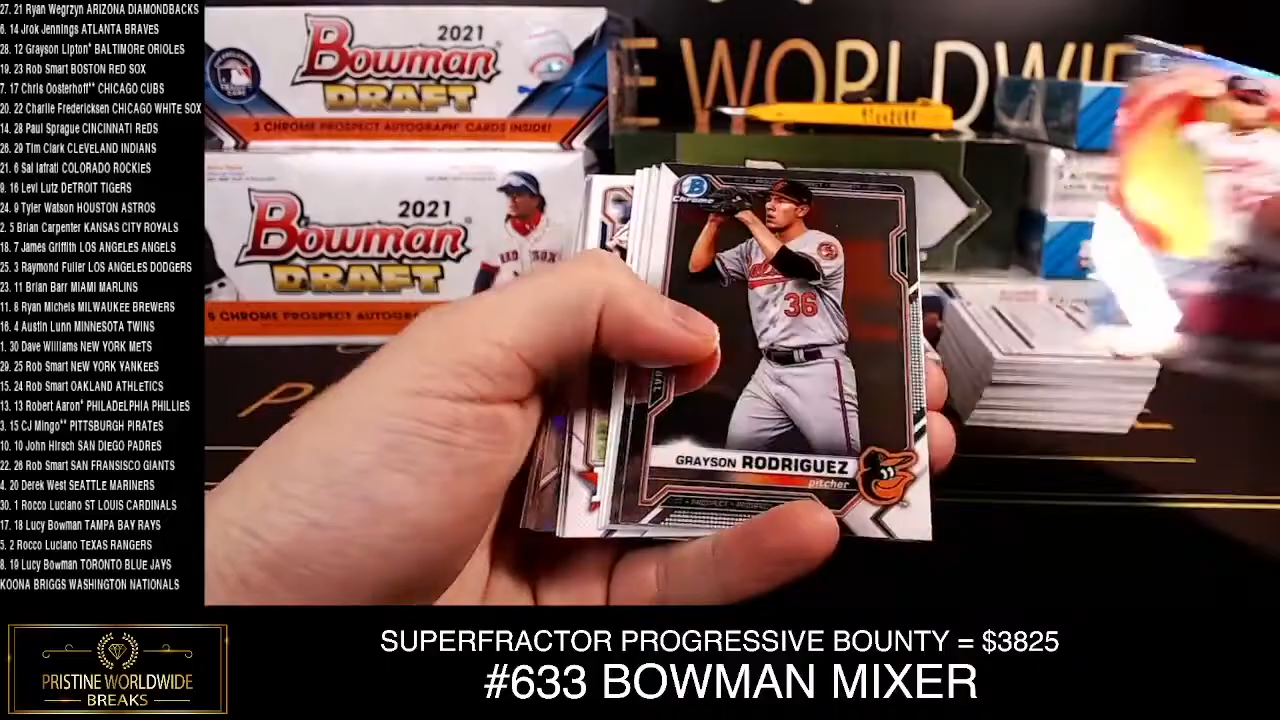 27. 21 Ryan Wegrzyn ARIZONA DIAMONDBACKS
6. 14 Jrok Jennings ATLANTA BRAVES
28. 12 Grayson Lipton* BALTIMORE ORIOLES
19. 23 Rob Smart BOSTON RED SOX
7. 17 Chris Oosterhoff** CHICAGO CUBS
20. 22 Charlie Fredericksen CHICAGO WHITE SOX
14. 28 Paul Sprague CINCINNATI REDS
26. 29 Tim Clark CLEVELAND INDIANS
21. 6 Sal Iafrati COLORADO ROCKIES
9. 16 Levi Lutz DETROIT TIGERS
24. 9 Tyler Watson HOUSTON ASTROS
2. 5 Brian Carpenter KANSAS CITY ROYALS
18. 7 James Griffith LOS ANGELES ANGELS
25. 3 Raymond Fuller LOS ANGELES DODGERS
23. 11 Brian Barr MIAMI MARLINS
11. 8 Ryan Michels MILWAUKEE BREWERS
16. 4 Austin Lunn MINNESOTA TWINS
1. 30 Dave Williams NEW YORK METS
29. 25 Rob Smart NEW YORK YANKEES
15. 24 Rob Smart OAKLAND ATHLETICS
13. 13 Robert Aaron* PHILADELPHIA PHILLIES
3. 15 CJ Mingo** PITTSBURGH PIRATES
10. 10 John Hirsch SAN DIEGO PADRES
22. 26 Rob Smart SAN FRANSISCO GIANTS
4. 20 Derek West SEATTLE MARINERS
30. 1 Rocco Luciano ST LOUIS CARDINALS
17. 18 Lucy Bowman TAMPA BAY RAYS
5. 2 Rocco Luciano TEXAS RANGERS
8. 19 Lucy Bowman TORONTO BLUE JAYS
KOONA BRIGGS WASHINGTON NATIONALS
2021
Bowman
DRAFT
3 CHROME PROSPECT AUTOGRAPH CARDS INSIDE!
2021
Bowman
DRAFT
CHROME PROSPECT
E WORLDWI
Chrome
36
GRAYSON RODRIGUEZ
pitcher
PRISTINE WORLDWIDE
BREAKS
SUPERFRACTOR PROGRESSIVE BOUNTY = $3825
#633 BOWMAN MIXER